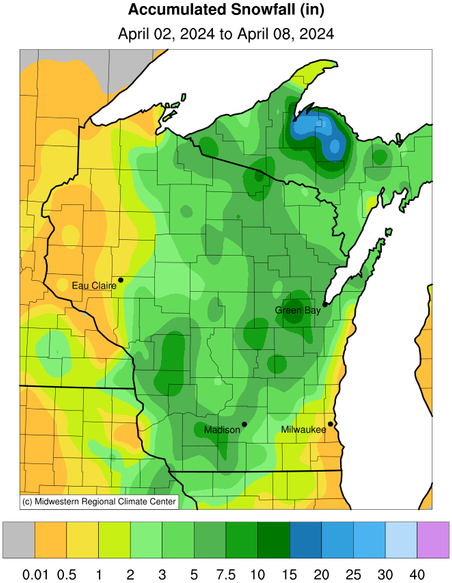 Accumulated Snowfall (in)
April 02, 2024 to April 08, 2024
Eau Claire
Green Bay
Madison
Milwaukee
(c) Midwestern Regional Climate Center
0.01 0.5 1 2 3 5 7.5 10 15 20 25 30 40